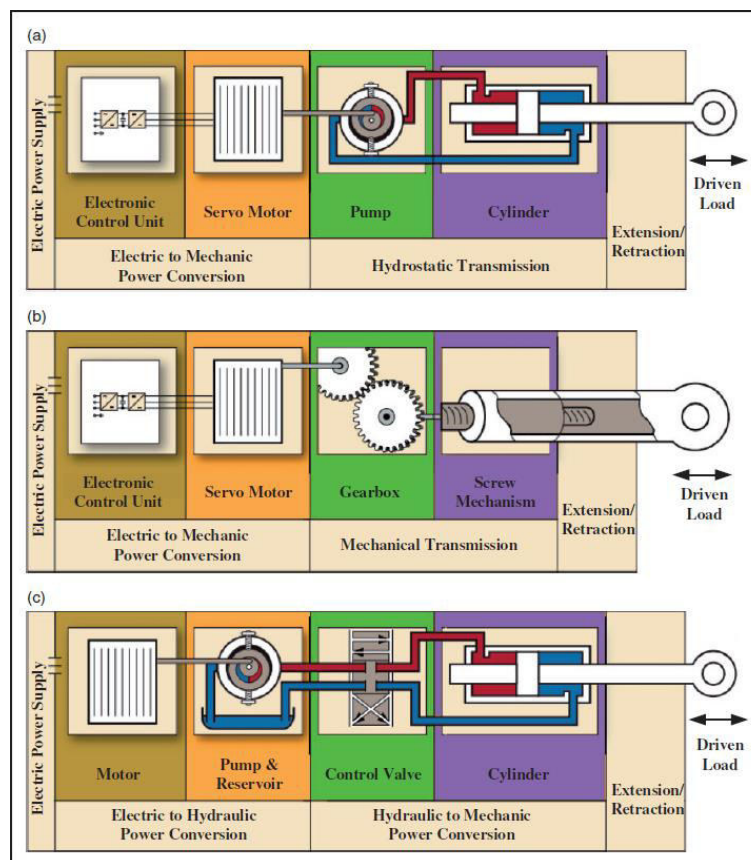 (a)
Electric Power Supply
Electronic
Control Unit
Servo Motor
Pump
Cylinder
Extension/
Retraction
Driven
Load
Electric to Mechanic
Power Conversion
Hydrostatic Transmission
(b)
Electric Power Supply
Electronic
Control Unit
Servo Motor
Gearbox
Screw
Mechanism
Extension/
Retraction
Driven
Load
Electric to Mechanic
Power Conversion
Mechanical Transmission
(c)
Electric Power Supply
Motor
Pump &
Reservoir
Control Valve
Cylinder
Extension/
Retraction
Driven
Load
Electric to Hydraulic
Power Conversion
Hydraulic to Mechanic
Power Conversion